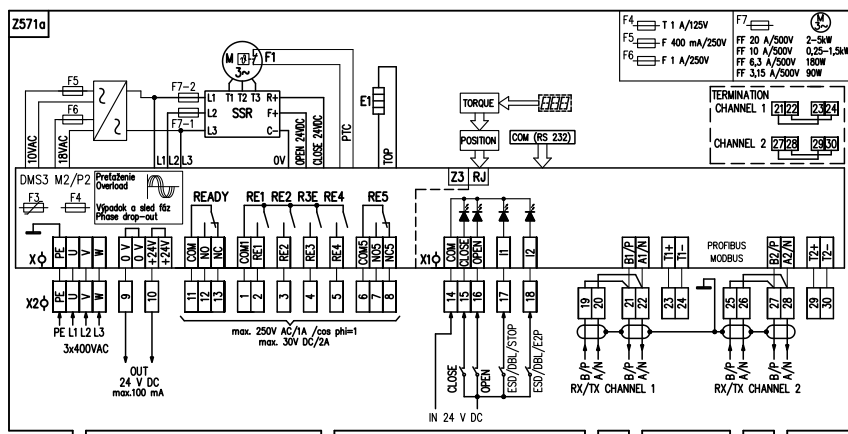 Z571a
F4 T 1 A/125V
F5 F 400 mA/250V
F6 F 1 A/250V
F7
M 3~
FF 20 A/500V 2-5kW
FF 10 A/500V 0,25-1,5kW
FF 6,3 A/500V 180W
FF 3,15 A/500V 90W
TERMINATION
CHANNEL 1 21 22 23 24
CHANNEL 2 27 28 29 30
M 3~ F1
F5
F6
F7-2
F7-1
T1 T2 T3
L1 R+
L2 SSR F+
L3 C-
E1
TORQUE
POSITION
COM (RS 232)
10VAC
18VAC
L1 L2 L3
0V
OPEN 24VDC
CLOSE 24VDC
PTC
TOP
Z3 RJ
DMS3 M2/P2
F3 F4
Preťaženie
Overload
Výpadok a sled fáz
Phase drop-out
READY RE1 RE2 R3E RE4 RE5
X PE U V W 0 V 0 V +24V +24V COM NO NC COM1 RE1 RE2 RE3 RE4 COM5 NO5 NC5
X1 COM CLOSE OPEN I1 I2
PROFIBUS
MODBUS
B1/P A1/N T1+ T1- B2/P A2/N T2+ T2-
X2 PE U V W 9 10 11 12 13 1 2 3 4 5 6 7 8 14 15 16 17 18 19 20 21 22 23 24 25 26 27 28 29 30
PE L1 L2 L3
3x400VAC
OUT
24 V DC
max.100 mA
max. 250V AC/1A /cos phi=1
max. 30V DC/2A
CLOSE
OPEN
ESD/DBL/STOP
ESD/DBL/E2P
IN 24 V DC
B/P A/N B/P A/N
RX/TX CHANNEL 1
B/P A/N B/P A/N
RX/TX CHANNEL 2